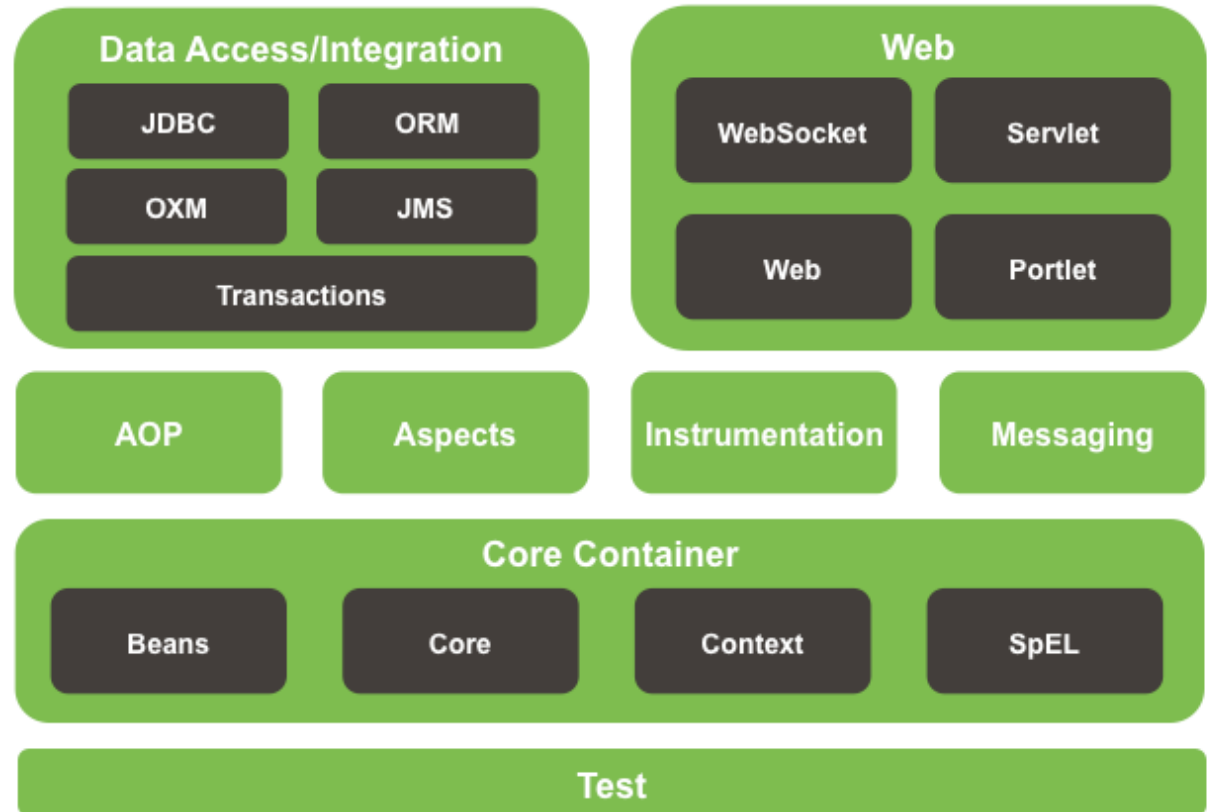 Data Access/Integration
JDBC
ORM
OXM
JMS
Transactions
Web
WebSocket
Servlet
Web
Portlet
AOP
Aspects
Instrumentation
Messaging
Core Container
Beans
Core
Context
SpEL
Test